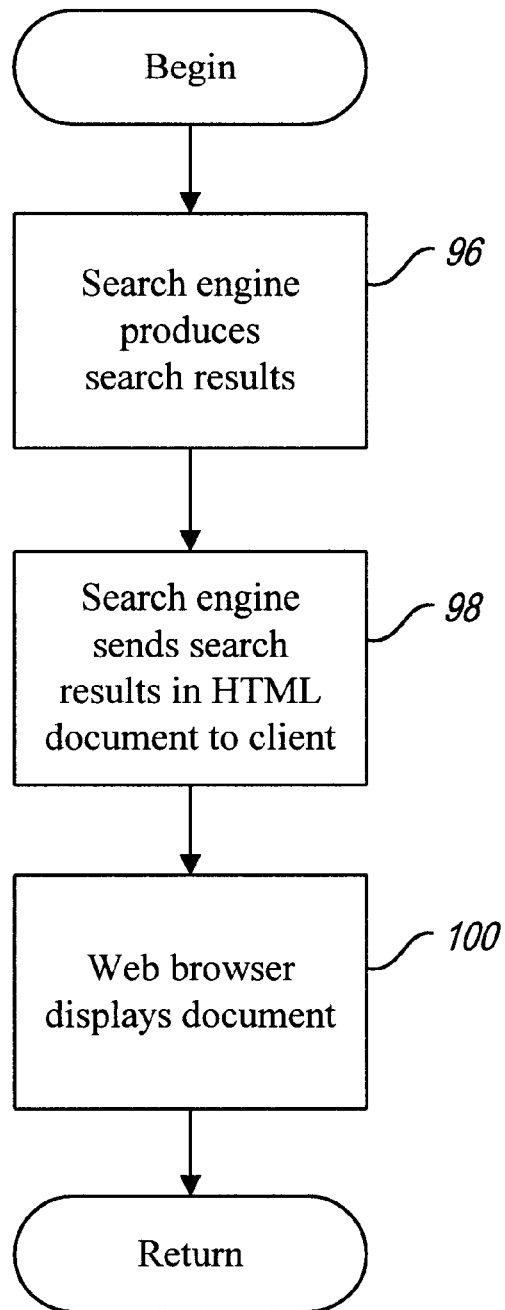 Begin
96
Search engine
produces
search results
98
Search engine
sends search
results in HTML
document to client
100
Web browser
displays document
Return